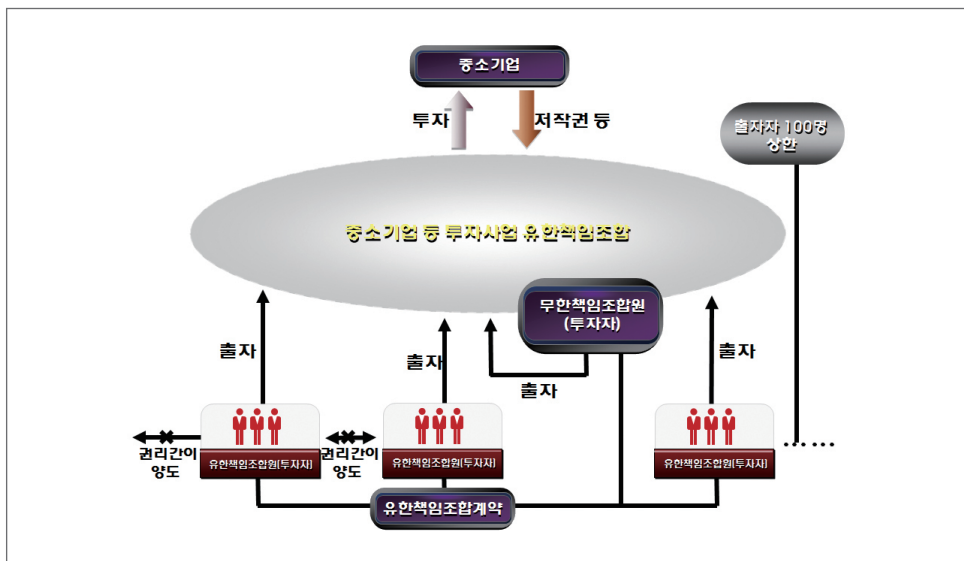 중소기업
투자
저작권 등
출자자 100명
상한
중소기업 등 투자사업 유한책임조합
무한책임조합원
(투자자)
출자
출자
출자
출자
권리간이
양도
권리간이
양도
유한책임조합원(투자자)
유한책임조합원(투자자)
유한책임조합원(투자자)
유한책임조합계약